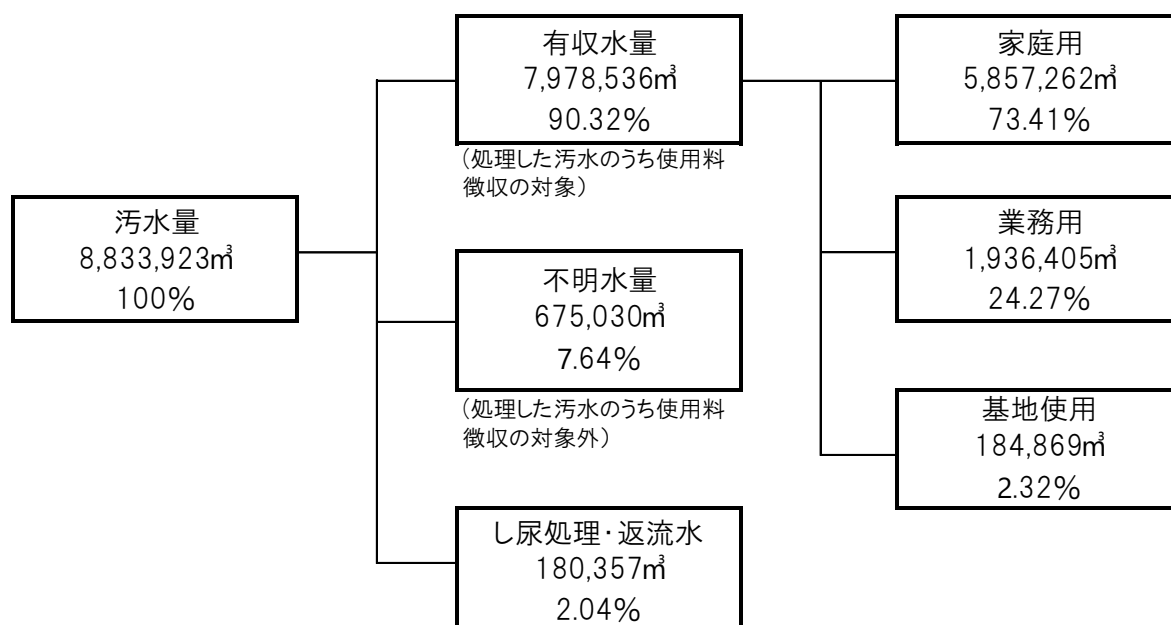 汚水量
8,833,923㎥
100%
有収水量
7,978,536㎥
90.32%
(処理した汚水のうち使用料
徴収の対象)
不明水量
675,030㎥
7.64%
(処理した汚水のうち使用料
徴収の対象外)
し尿処理・返流水
180,357㎥
2.04%
家庭用
5,857,262㎥
73.41%
業務用
1,936,405㎥
24.27%
基地使用
184,869㎥
2.32%